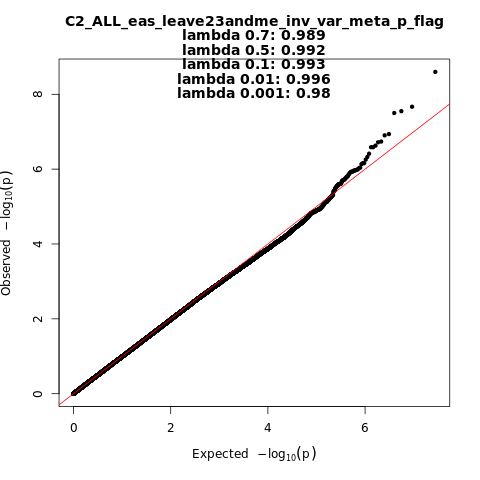 C2_ALL_eas_leave23andme_inv_var_meta_p_flag
lambda 0.7: 0.989
lambda 0.5: 0.992
lambda 0.1: 0.993
lambda 0.01: 0.996
lambda 0.001: 0.98
8
6
4
2
0
Observed −log10(p)
0 2 4 6
Expected −log10(p)